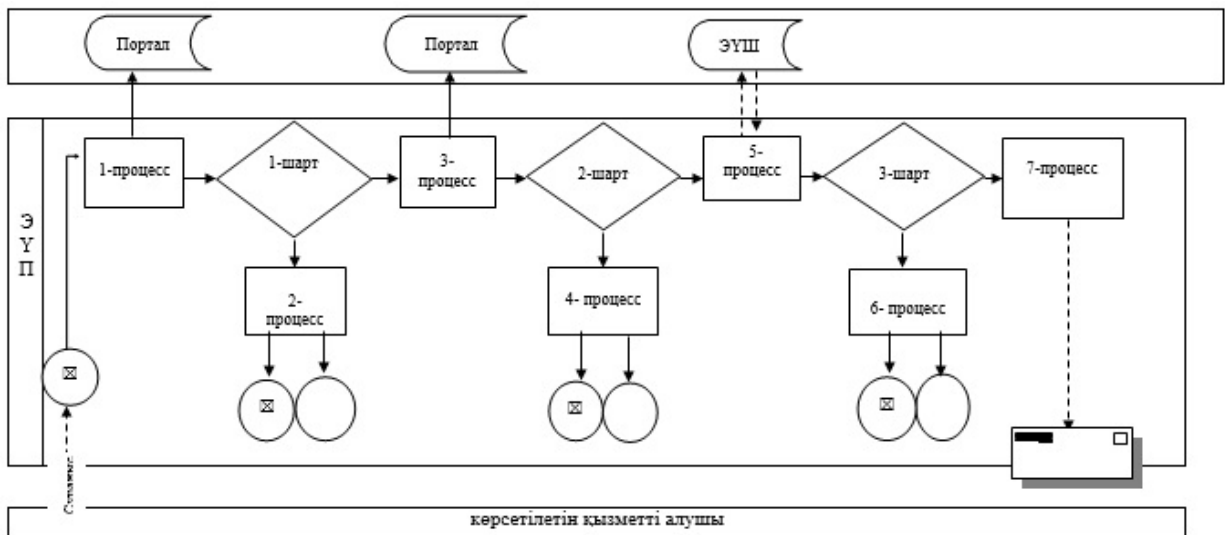 Портал
Портал
ЭҮШ
1-процесс
1-шарт
3-
процесс
2-шарт
5-
процесс
3-шарт
7-процесс
Э
Ү
П
2-
процесс
4- процесс
6- процесс
көрсетілетін қызметті алушы